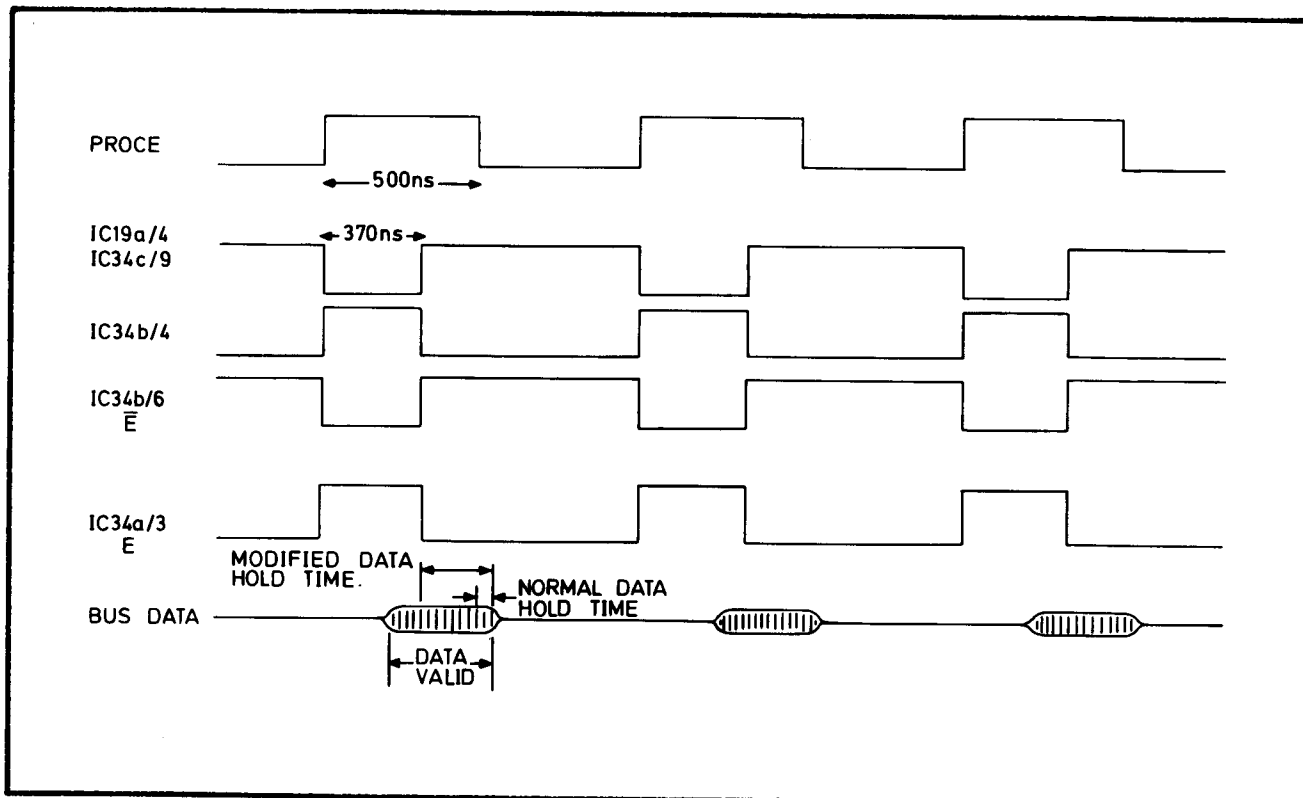 PROCE
500ns
IC19a/4
370ns
IC34c/9
IC34b/4
IC34b/6
E̅
IC34a/3
E
MODIFIED DATA
HOLD TIME.
NORMAL DATA
HOLD TIME
BUS DATA
DATA
VALID